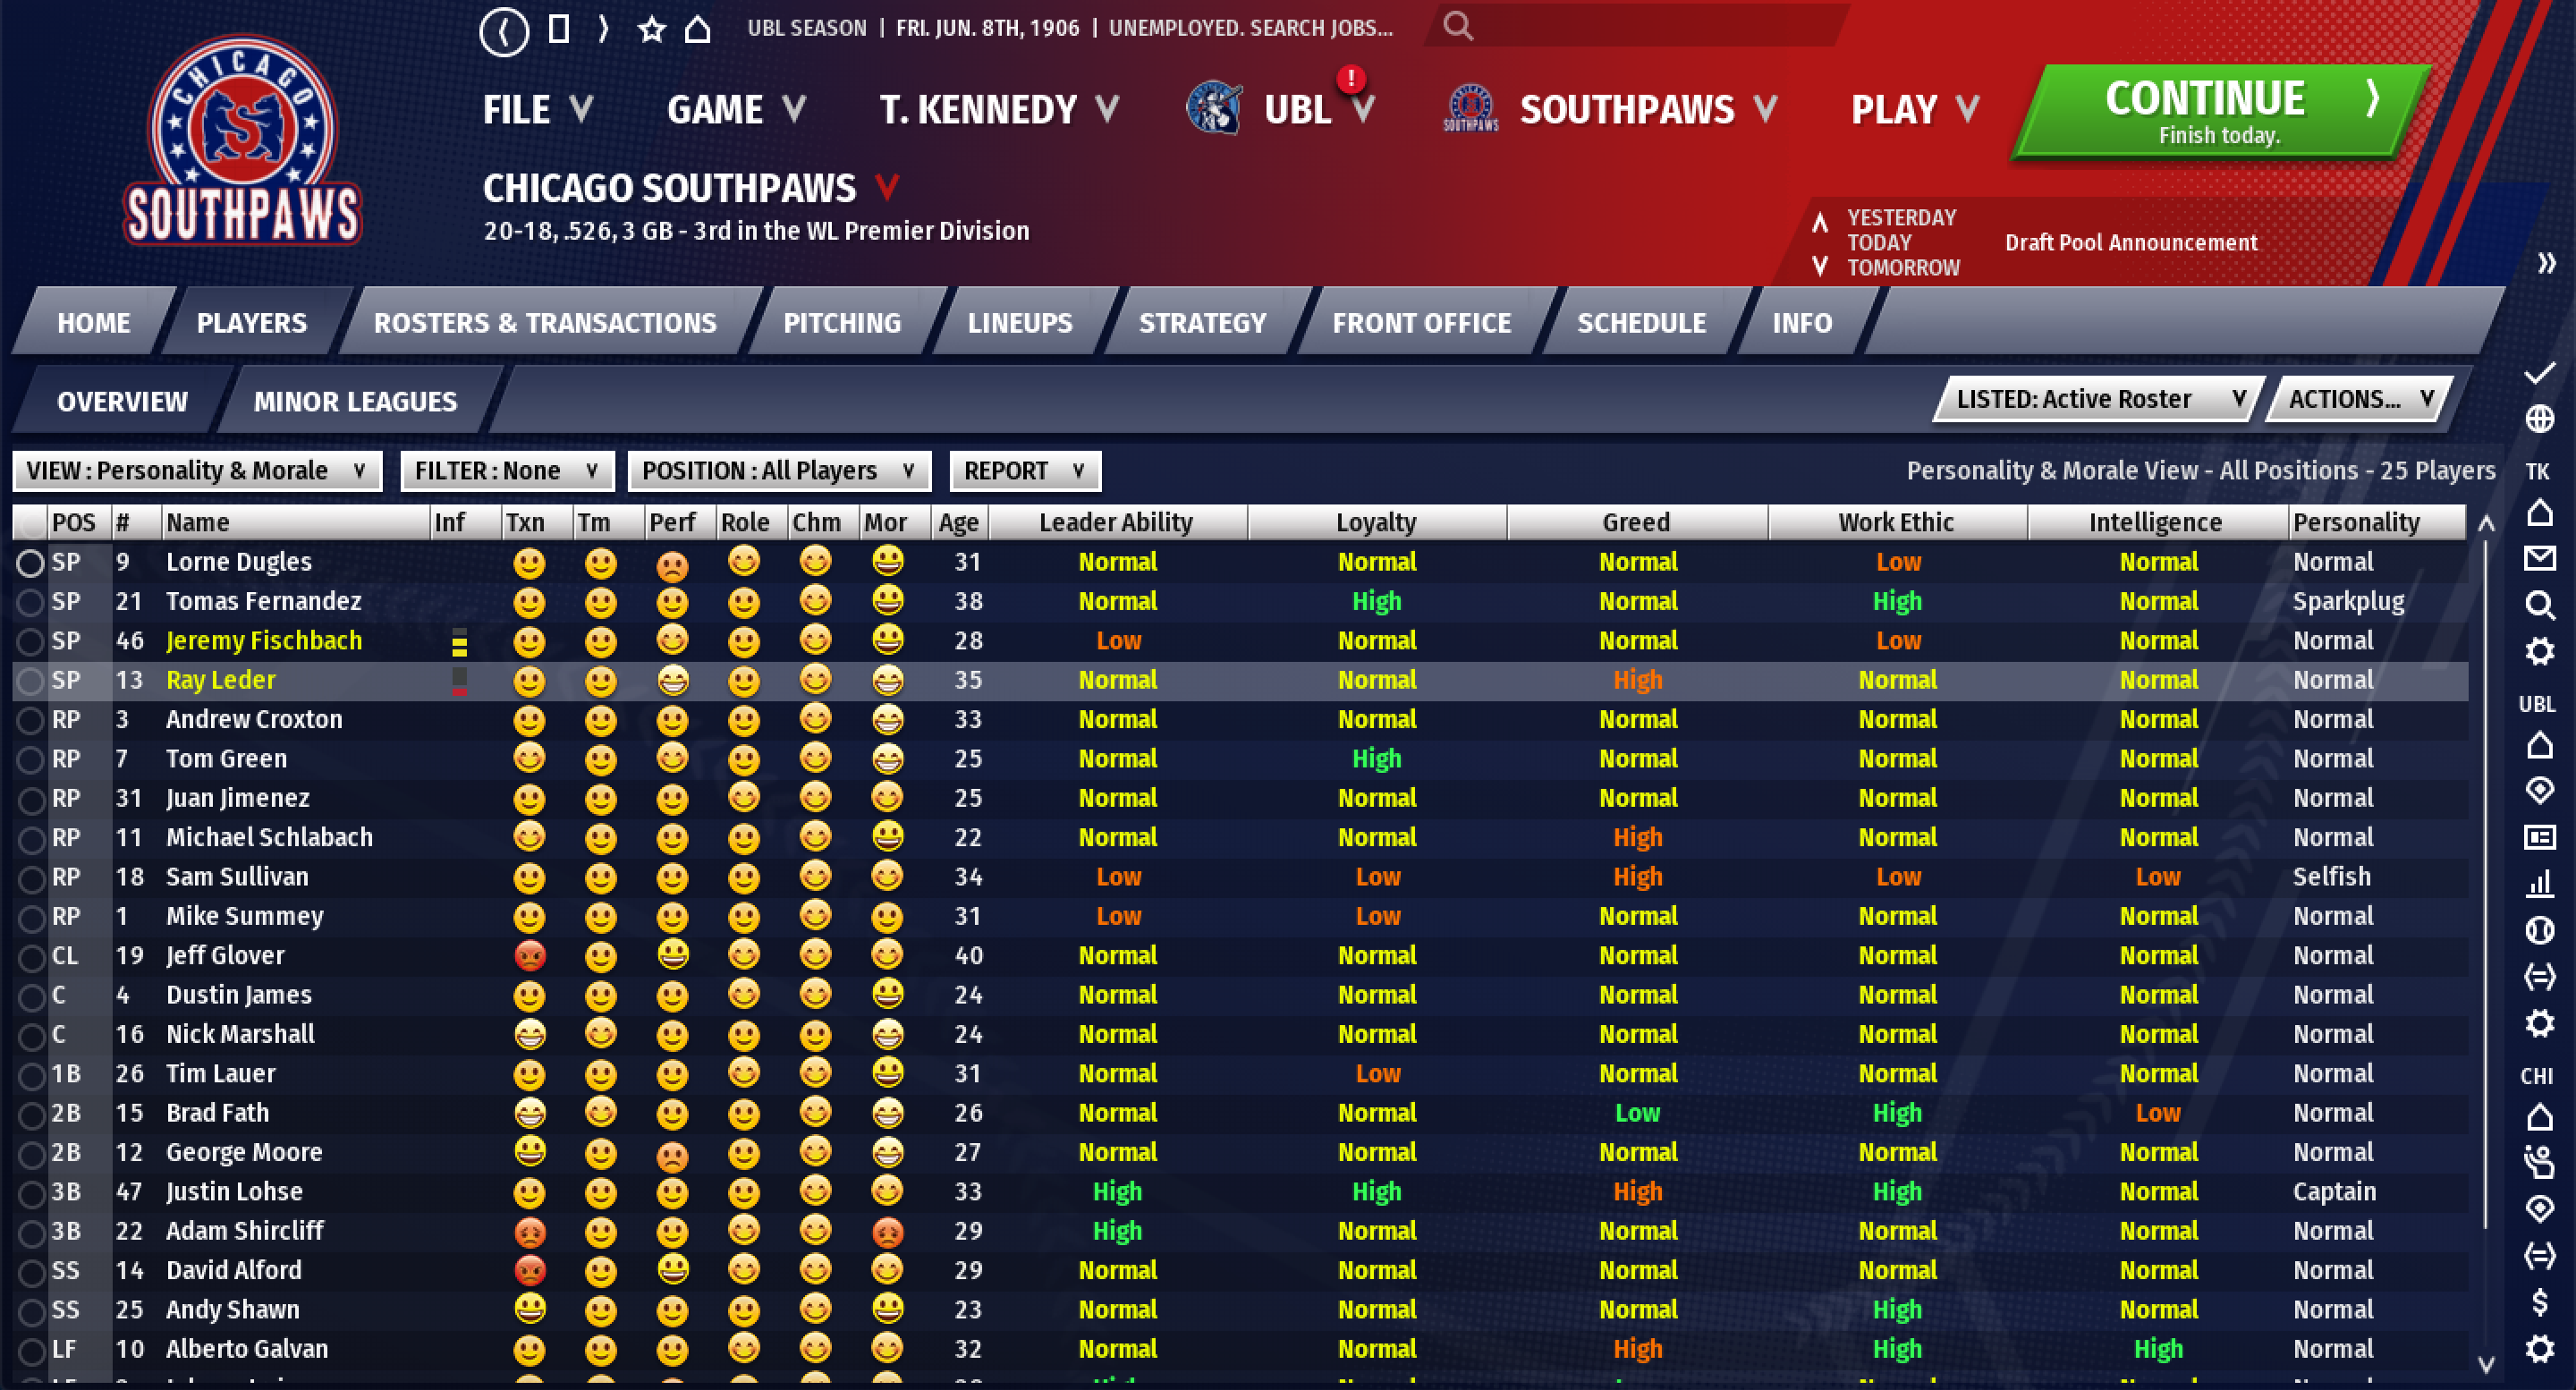 CHICAGO
SOUTHPAWS
UBL SEASON | FRI. JUN. 8TH, 1906 | UNEMPLOYED. SEARCH JOBS...
FILE GAME T. KENNEDY UBL ! SOUTHPAWS SOUTHPAWS PLAY
CONTINUE
Finish today.
CHICAGO SOUTHPAWS
20-18, .526, 3 GB - 3rd in the WL Premier Division
YESTERDAY
TODAY
TOMORROW
Draft Pool Announcement
HOME PLAYERS ROSTERS & TRANSACTIONS PITCHING LINEUPS STRATEGY FRONT OFFICE SCHEDULE INFO
OVERVIEW MINOR LEAGUES LISTED: Active Roster ACTIONS...
VIEW : Personality & Morale FILTER : None POSITION : All Players REPORT Personality & Morale View - All Positions - 25 Players
POS # Name Inf Txn Tm Perf Role Chm Mor Age Leader Ability Loyalty Greed Work Ethic Intelligence Personality
SP 9 Lorne Dugles 31 Normal Normal Normal Low Normal Normal
SP 21 Tomas Fernandez 38 Normal High Normal High Normal Sparkplug
SP 46 Jeremy Fischbach 28 Low Normal Normal Low Normal Normal
SP 13 Ray Leder 35 Normal Normal High Normal Normal Normal
RP 3 Andrew Croxton 33 Normal Normal Normal Normal Normal Normal
RP 7 Tom Green 25 Normal High Normal Normal Normal Normal
RP 31 Juan Jimenez 25 Normal Normal Normal Normal Normal Normal
RP 11 Michael Schlabach 22 Normal Normal High Normal Normal Normal
RP 18 Sam Sullivan 34 Low Low High Low Low Selfish
RP 1 Mike Summey 31 Low Low Normal Normal Normal Normal
CL 19 Jeff Glover 40 Normal Normal Normal Normal Normal Normal
C 4 Dustin James 24 Normal Normal Normal Normal Normal Normal
C 16 Nick Marshall 24 Normal Normal Normal Normal Normal Normal
1B 26 Tim Lauer 31 Normal Low Normal Normal Normal Normal
2B 15 Brad Fath 26 Normal Normal Low High Low Normal
2B 12 George Moore 27 Normal Normal Normal Normal Normal Normal
3B 47 Justin Lohse 33 High High High High Normal Captain
3B 22 Adam Shircliff 29 High Normal Normal Normal Normal Normal
SS 14 David Alford 29 Normal Normal Normal Normal Normal Normal
SS 25 Andy Shawn 23 Normal Normal Normal High Normal Normal
LF 10 Alberto Galvan 32 Normal Normal High High High Normal
TK
UBL
CHI
$